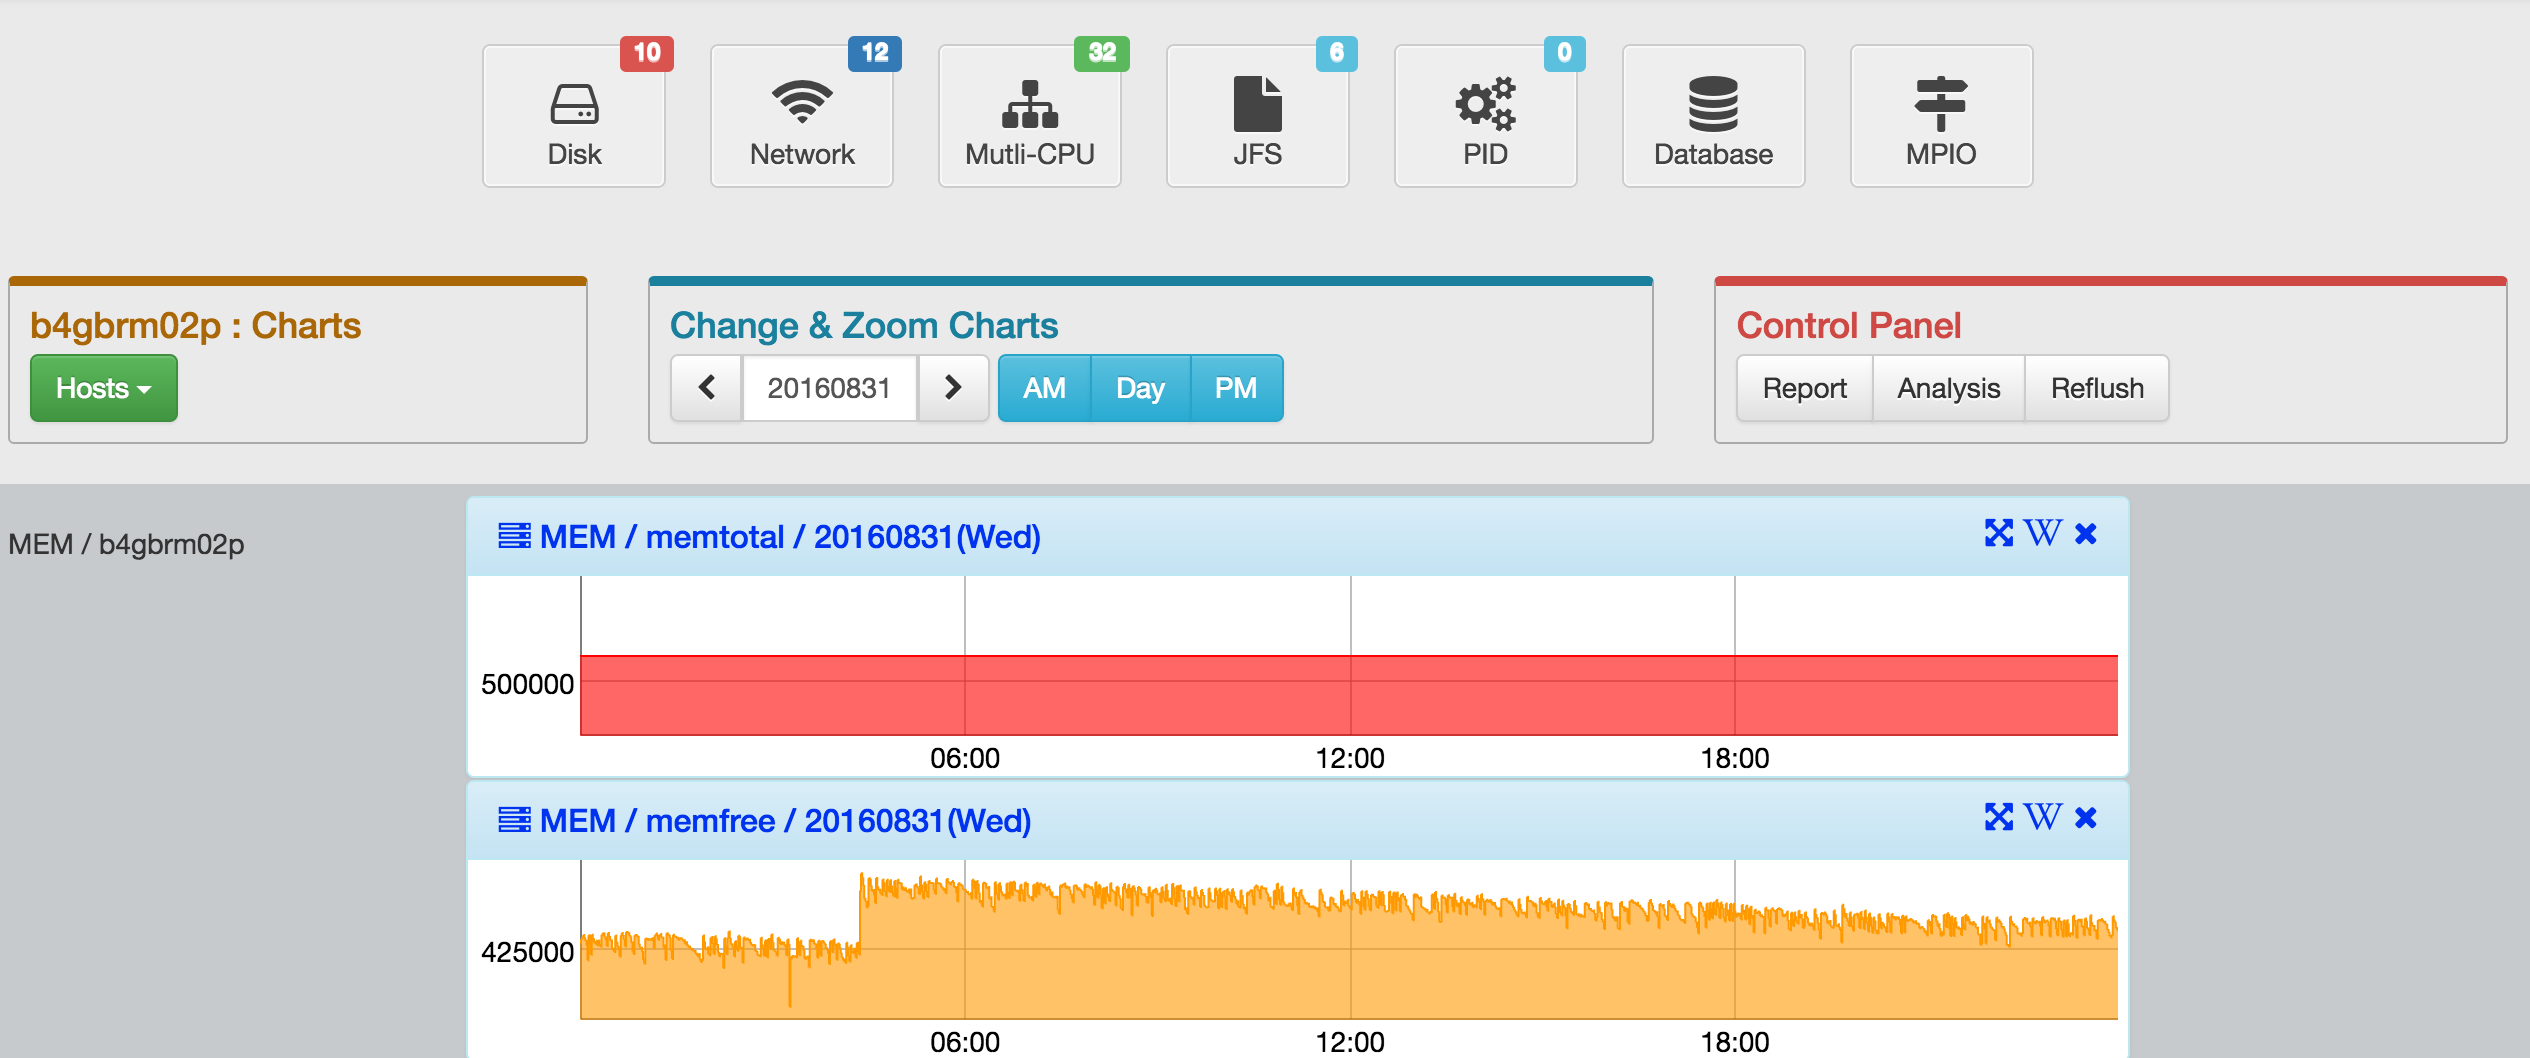 10
12
32
6
0
Disk
Network
Mutli-CPU
JFS
PID
Database
MPIO
b4gbrm02p : Charts
Hosts
Change & Zoom Charts
20160831
AM
Day
PM
Control Panel
Report
Analysis
Reflush
MEM / b4gbrm02p
MEM / memtotal / 20160831(Wed)
W
500000
06:00
12:00
18:00
MEM / memfree / 20160831(Wed)
W
425000
06:00
12:00
18:00